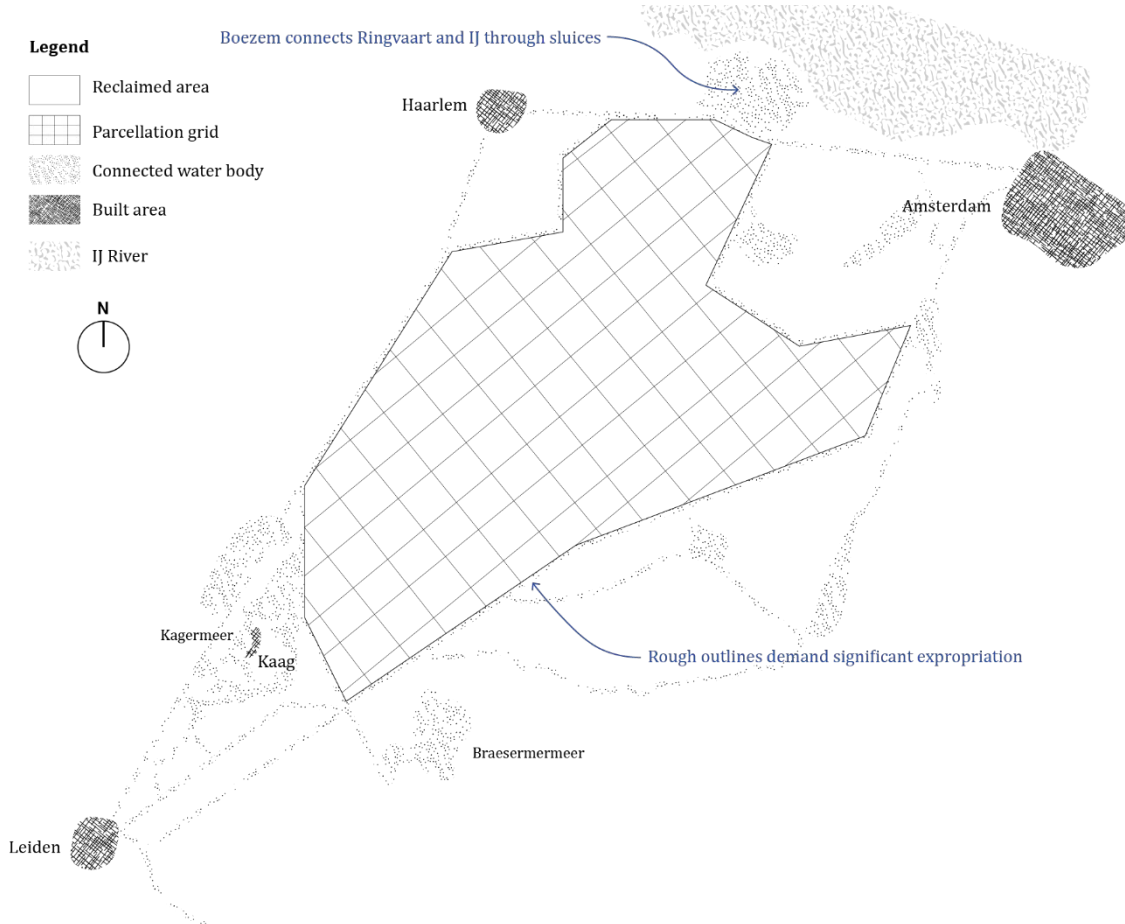 Legend
Reclaimed area
Parcellation grid
Connected water body
Built area
IJ River
N
Boezem connects Ringvaart and IJ through sluices
Haarlem
Amsterdam
Kagermeer
Kaag
Rough outlines demand significant expropriation
Braesermermeer
Leiden